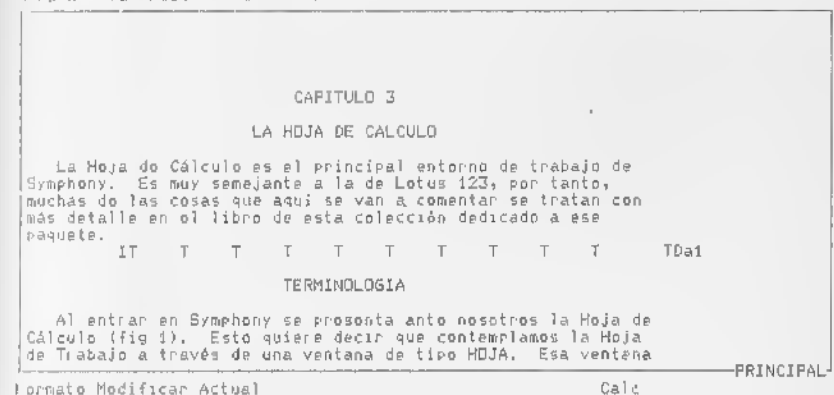 CAPITULO 3
LA HOJA DE CALCULO
La Hoja do Cálculo es el principal entorno de trabajo de
Symphony. Es muy semejante a la de Lotus 123, por tanto,
muchas do las cosas que aqui se van a comentar se tratan con
más detalle en ol libro de esta colección dedicado a ese
paquete.
IT T T T T T T T T T TDa1
TERMINOLOGIA
Al entrar en Symphony se prosonta anto nosotros la Hoja de
Cálculo (fig 1). Esto quiere decir que contemplamos la Hoja
de Trabajo a través de una ventana de tipo HOJA. Esa ventana
PRINCIPAL
Formato Modificar Actual Calc